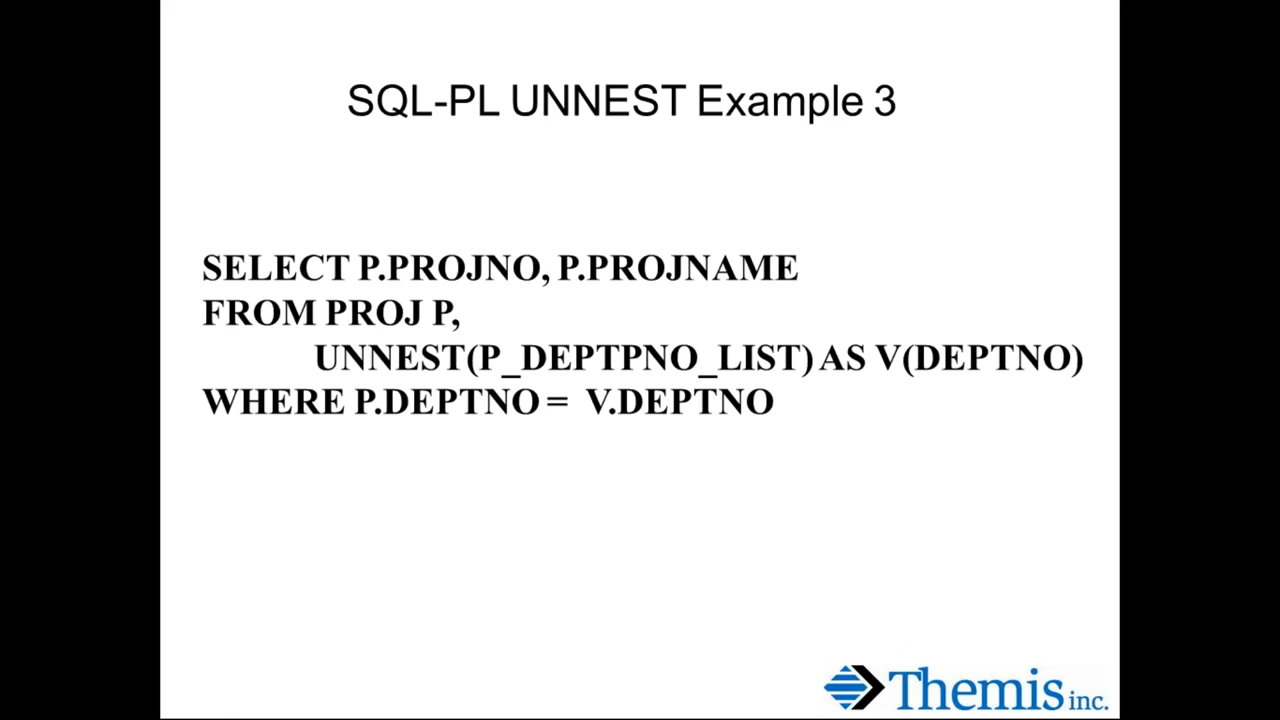 SQL-PL UNNEST Example 3
SELECT P.PROJNO, P.PROJNAME
FROM PROJ P,
UNNEST(P_DEPTPNO_LIST) AS V(DEPTNO)
WHERE P.DEPTNO = V.DEPTNO
Themis inc.